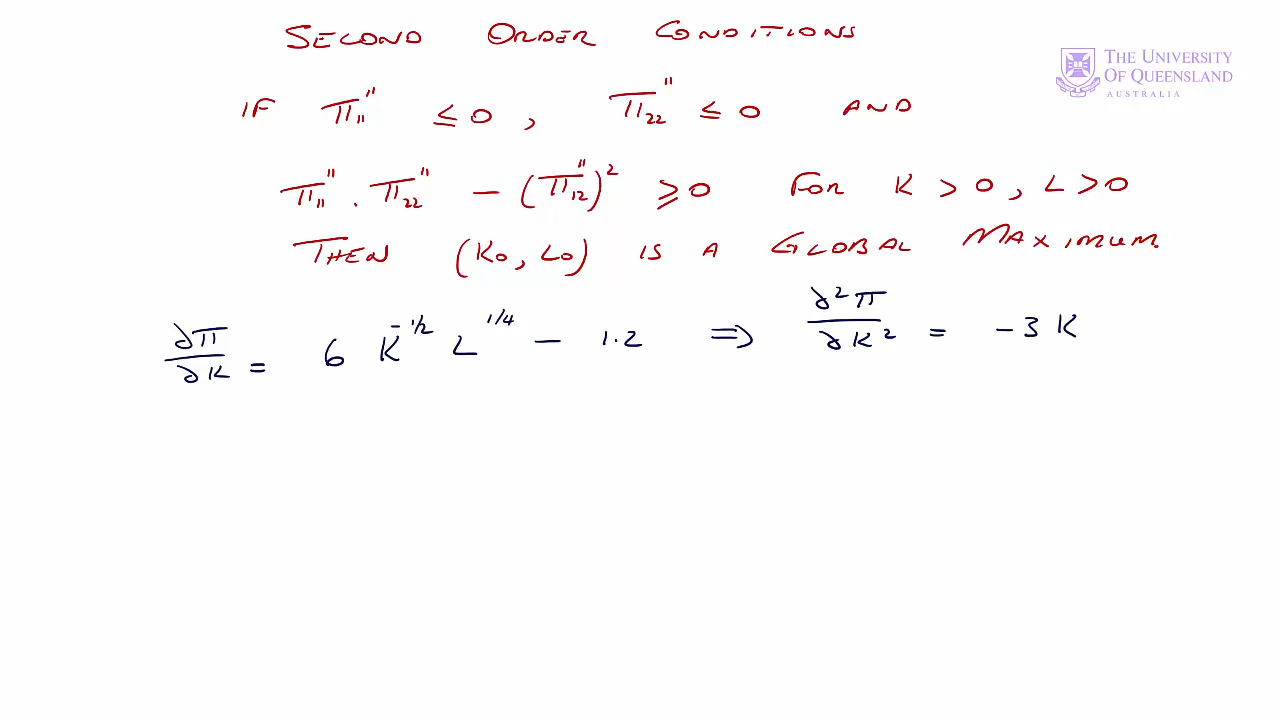 SECOND ORDER CONDITIONS
THE UNIVERSITY
OF QUEENSLAND
AUSTRALIA
IF π₁₁'' ≤ 0 , π₂₂'' ≤ 0 AND
π₁₁'' . π₂₂'' − (π₁₂'')² ≥ 0 FOR K > 0 , L > 0
THEN (K₀, L₀) IS A GLOBAL MAXIMUM
∂π/∂K = 6 K^(-1/2) L^(1/4) − 1.2 ⇒ ∂²π/∂K² = −3 K